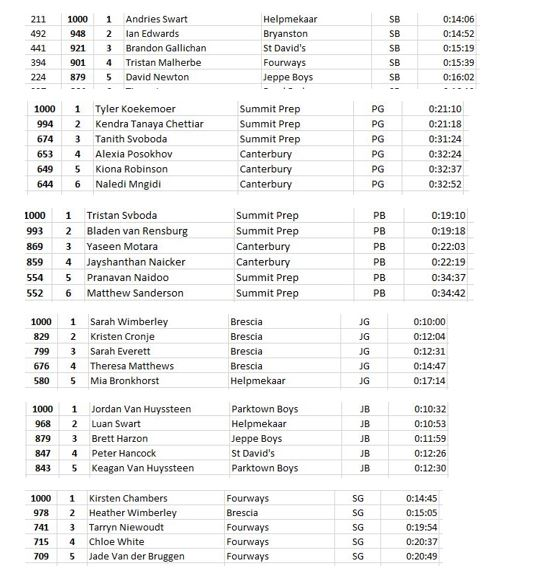 211 1000 1 Andries Swart Helpmekaar SB 0:14:06
492 948 2 Ian Edwards Bryanston SB 0:14:52
441 921 3 Brandon Gallichan St David's SB 0:15:19
394 901 4 Tristan Malherbe Fourways SB 0:15:39
224 879 5 David Newton Jeppe Boys SB 0:16:02
1000 1 Tyler Koekemoer Summit Prep PG 0:21:10
994 2 Kendra Tanaya Chettiar Summit Prep PG 0:21:18
674 3 Tanith Svoboda Summit Prep PG 0:31:24
653 4 Alexia Posokhov Canterbury PG 0:32:24
649 5 Kiona Robinson Canterbury PG 0:32:37
644 6 Naledi Mngidi Canterbury PG 0:32:52
1000 1 Tristan Svboda Summit Prep PB 0:19:10
993 2 Bladen van Rensburg Summit Prep PB 0:19:18
869 3 Yaseen Motara Canterbury PB 0:22:03
859 4 Jayshanthan Naicker Canterbury PB 0:22:19
554 5 Pranavan Naidoo Summit Prep PB 0:34:37
552 6 Matthew Sanderson Summit Prep PB 0:34:42
1000 1 Sarah Wimberley Brescia JG 0:10:00
829 2 Kristen Cronje Brescia JG 0:12:04
799 3 Sarah Everett Brescia JG 0:12:31
676 4 Theresa Matthews Brescia JG 0:14:47
580 5 Mia Bronkhorst Helpmekaar JG 0:17:14
1000 1 Jordan Van Huyssteen Parktown Boys JB 0:10:32
968 2 Luan Swart Helpmekaar JB 0:10:53
879 3 Brett Harzon Jeppe Boys JB 0:11:59
847 4 Peter Hancock St David's JB 0:12:26
843 5 Keagan Van Huyssteen Parktown Boys JB 0:12:30
1000 1 Kirsten Chambers Fourways SG 0:14:45
978 2 Heather Wimberley Brescia SG 0:15:05
741 3 Tarryn Niewoudt Fourways SG 0:19:54
715 4 Chloe White Fourways SG 0:20:37
709 5 Jade Van der Bruggen Fourways SG 0:20:49